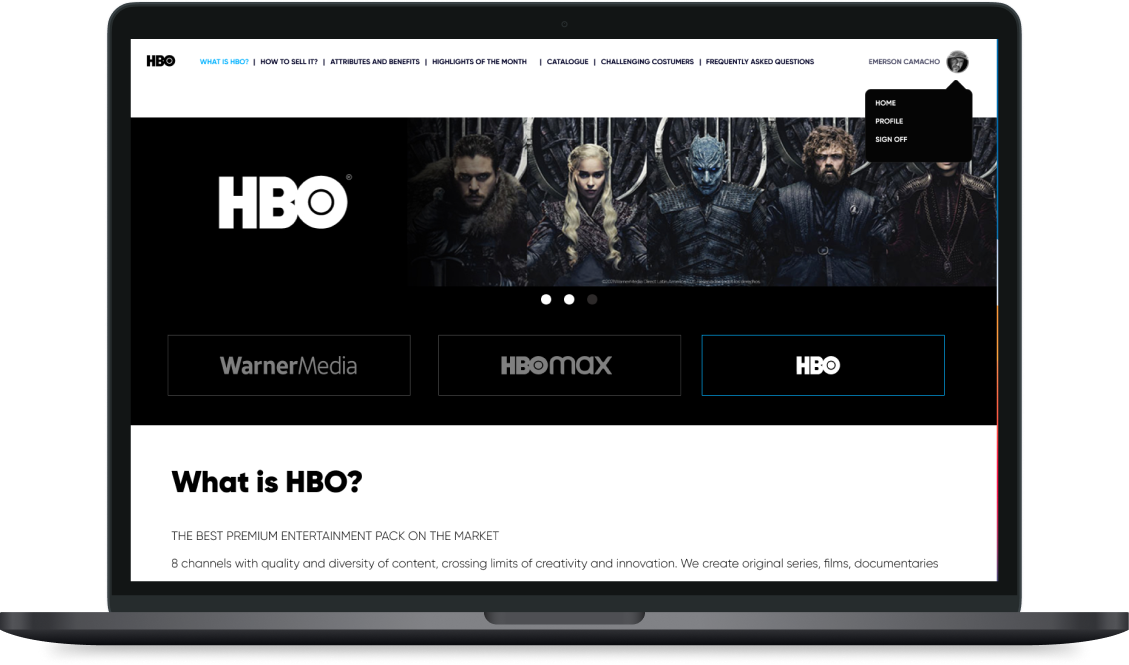 HBO WHAT IS HBO? | HOW TO SELL IT? | ATTRIBUTES AND BENEFITS | HIGHLIGHTS OF THE MONTH | CATALOGUE | CHALLENGING COSTUMERS | FREQUENTLY ASKED QUESTIONS EMERSON CAMACHO
HOME
PROFILE
SIGN OFF
HBO®
WarnerMedia HBOmax HBO
What is HBO?
THE BEST PREMIUM ENTERTAINMENT PACK ON THE MARKET
8 channels with quality and diversity of content, crossing limits of creativity and innovation. We create original series, films, documentaries